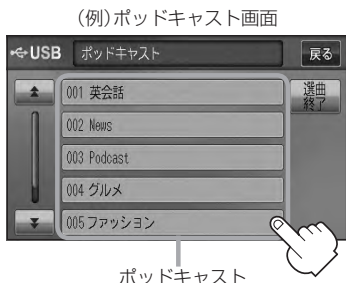 (例)ポッドキャスト画面
USB ポッドキャスト 戻る
001 英会話
選曲
終了
002 News
003 Podcast
004 グルメ
005 ファッション
ポッドキャスト